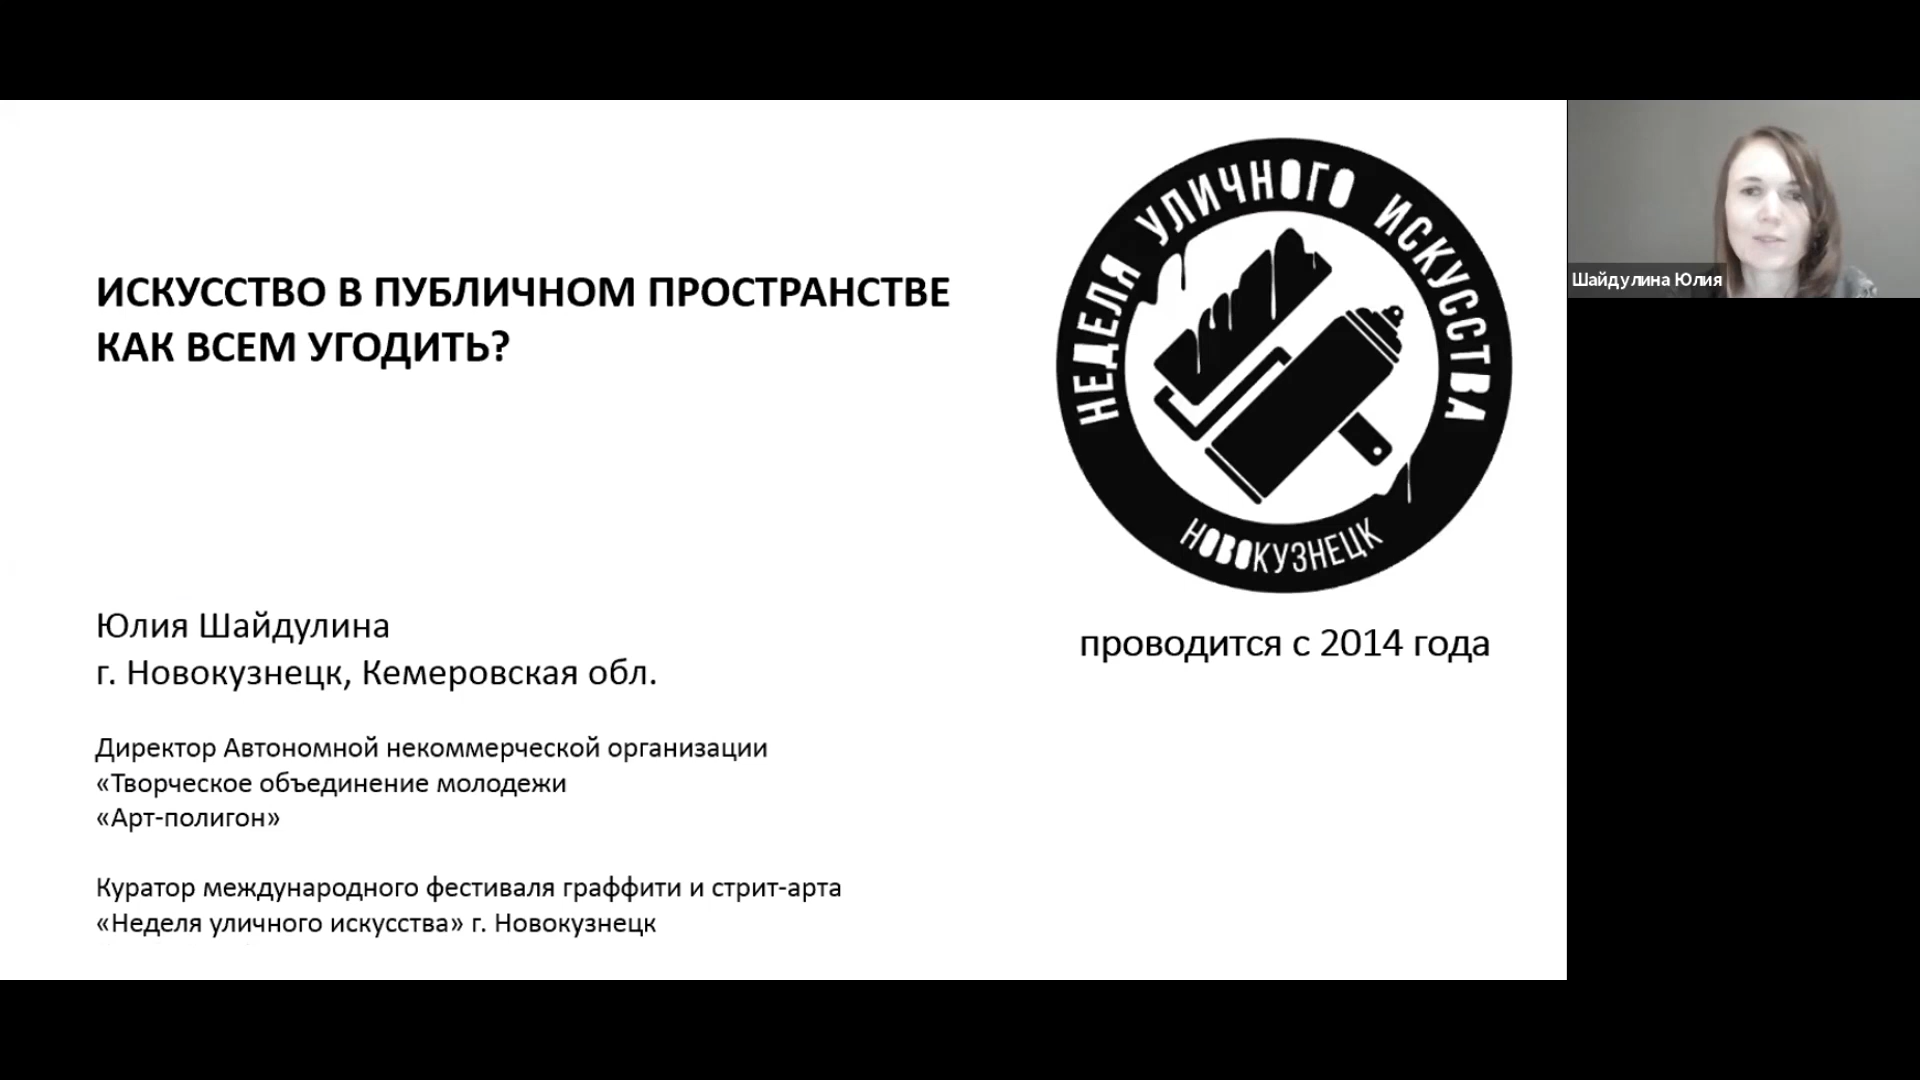 ИСКУССТВО В ПУБЛИЧНОМ ПРОСТРАНСТВЕ
КАК ВСЕМ УГОДИТЬ?
Юлия Шайдулина
г. Новокузнецк, Кемеровская обл.
Директор Автономной некоммерческой организации
«Творческое объединение молодежи
«Арт-полигон»
Куратор международного фестиваля граффити и стрит-арта
«Неделя уличного искусства» г. Новокузнецк
НЕДЕЛЯ УЛИЧНОГО ИСКУССТВА
НОВОКУЗНЕЦК
проводится с 2014 года
Шайдулина Юлия